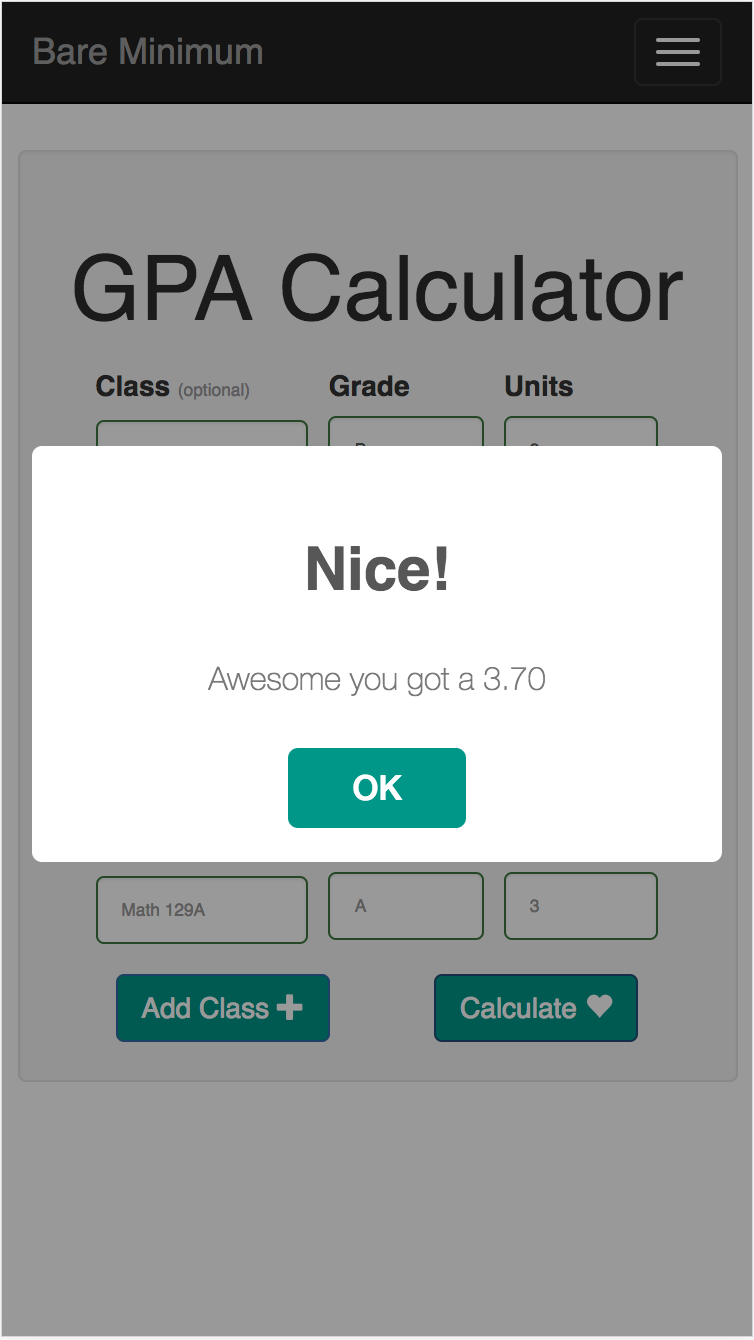 Bare Minimum
GPA Calculator
Class (optional) Grade Units
Nice!
Awesome you got a 3.70
OK
Math 129A A 3
Add Class Calculate